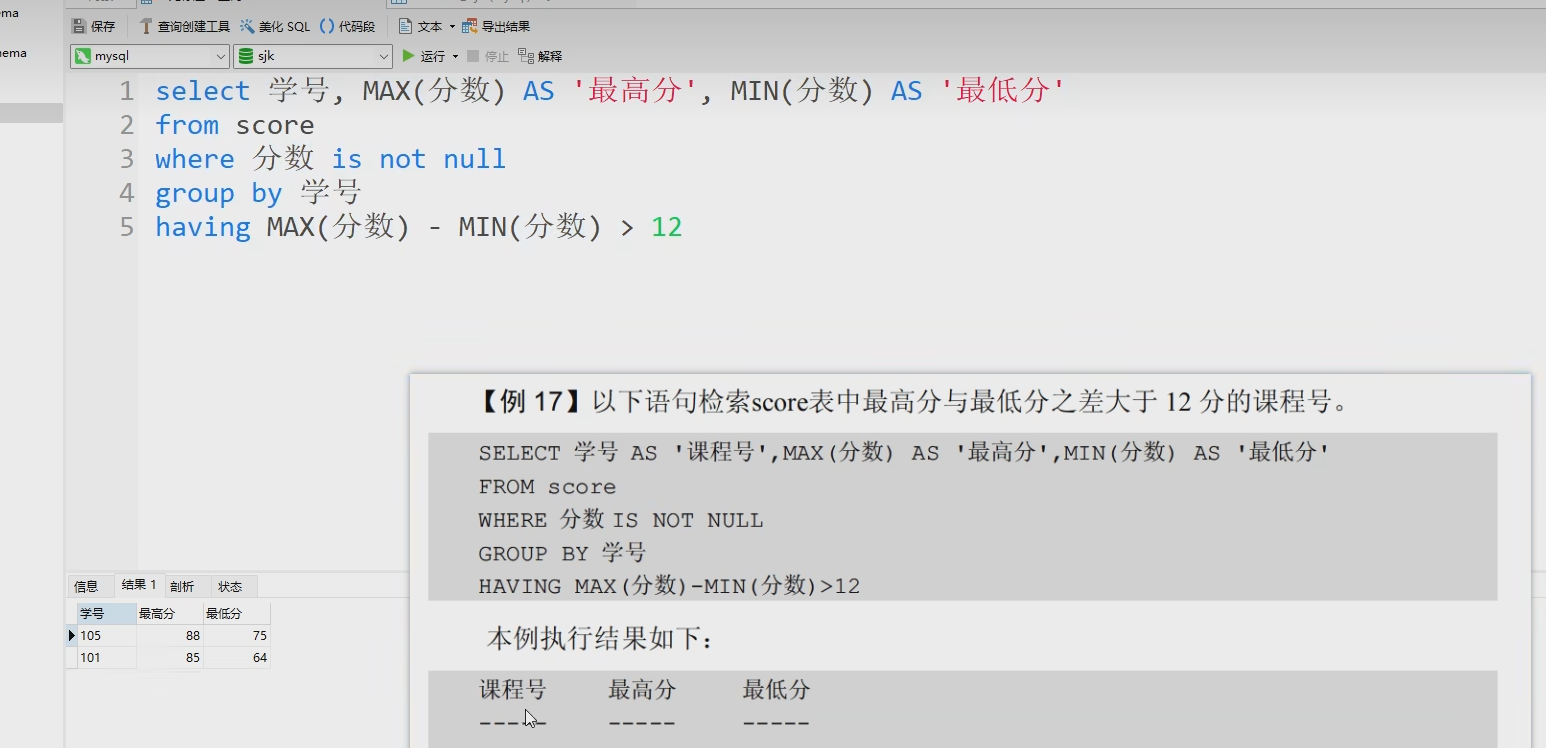 ema
保存 查询创建工具 美化 SQL () 代码段 文本 导出结果
mysql sjk 运行 停止 解释
1 select 学号, MAX(分数) AS '最高分', MIN(分数) AS '最低分'
2 from score
3 where 分数 is not null
4 group by 学号
5 having MAX(分数) - MIN(分数) > 12
【例 17】以下语句检索score表中最高分与最低分之差大于 12 分的课程号。
SELECT 学号 AS '课程号',MAX(分数) AS '最高分',MIN(分数) AS '最低分'
FROM score
WHERE 分数 IS NOT NULL
GROUP BY 学号
HAVING MAX(分数)-MIN(分数)>12
本例执行结果如下：
课程号 最高分 最低分
----- ----- -----
信息 结果 1 剖析 状态
学号 最高分 最低分
105 88 75
101 85 64